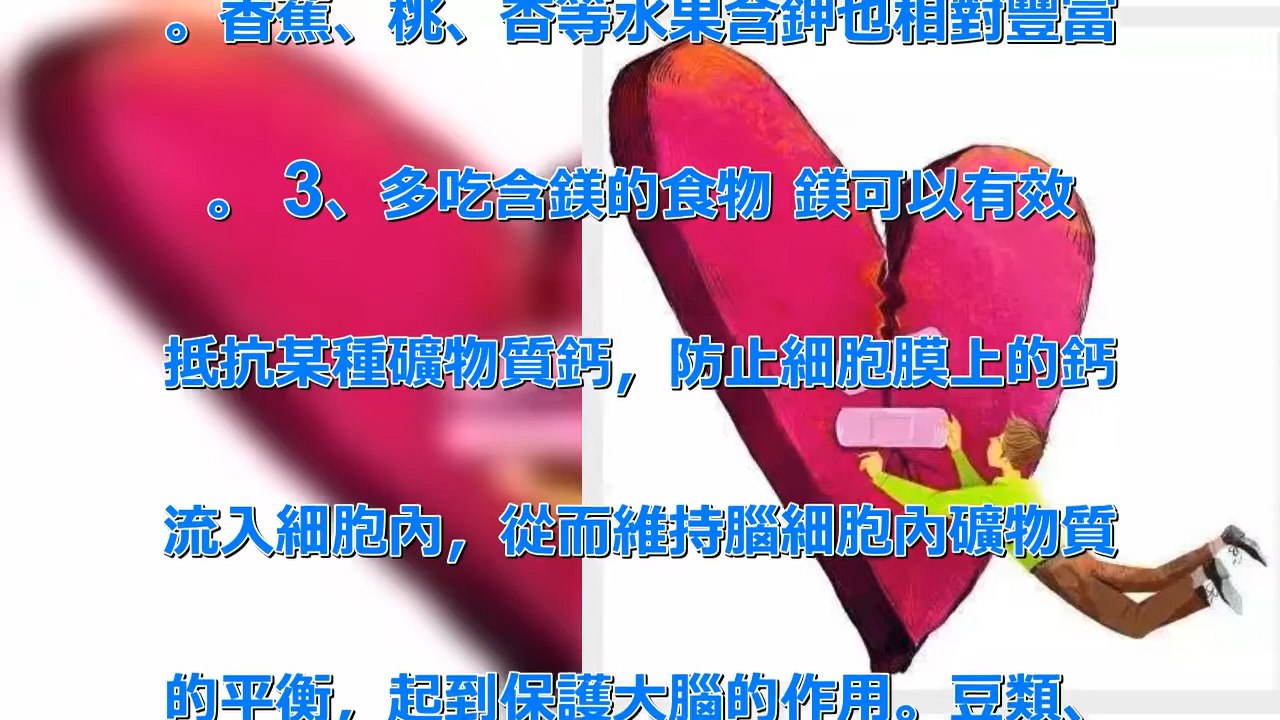 。香蕉、桃、杏等水果含鉀也相對豐富
。 3、多吃含鎂的食物 鎂可以有效
抵抗某種礦物質鈣，防止細胞膜上的鈣
流入細胞內，從而維持腦細胞內礦物質
的平衡，起到保護大腦的作用。豆類、